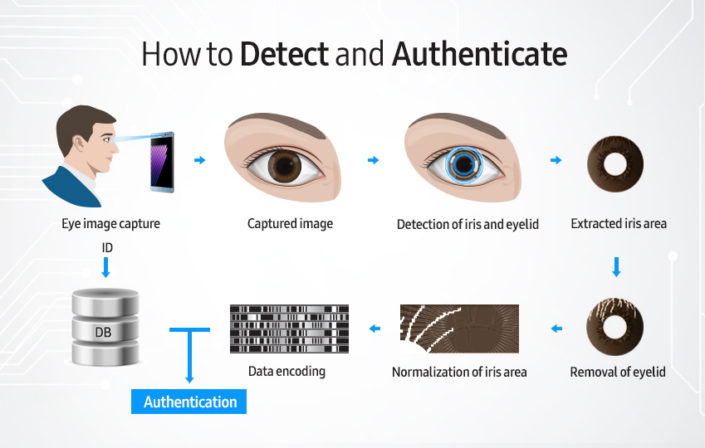 How to Detect and Authenticate
Eye image capture
Captured image
Detection of iris and eyelid
Extracted iris area
ID
DB
Data encoding
Normalization of iris area
Removal of eyelid
Authentication